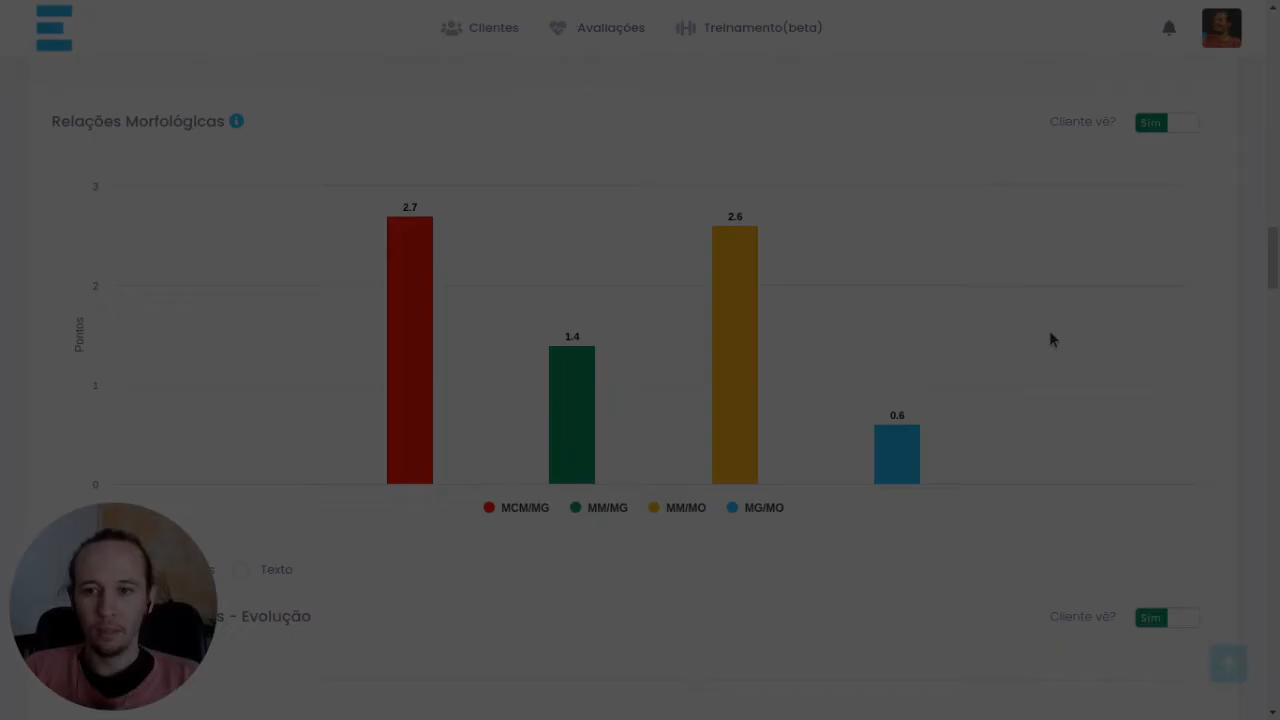 Clientes
Avaliações
Treinamento(beta)
Relações Morfológicas
Cliente vê?
Sim
3
2.7
2.6
2
1.4
Pontos
1
0.6
0
MCM/MG
MM/MG
MM/MO
MG/MO
Texto
- Evolução
Cliente vê?
Sim